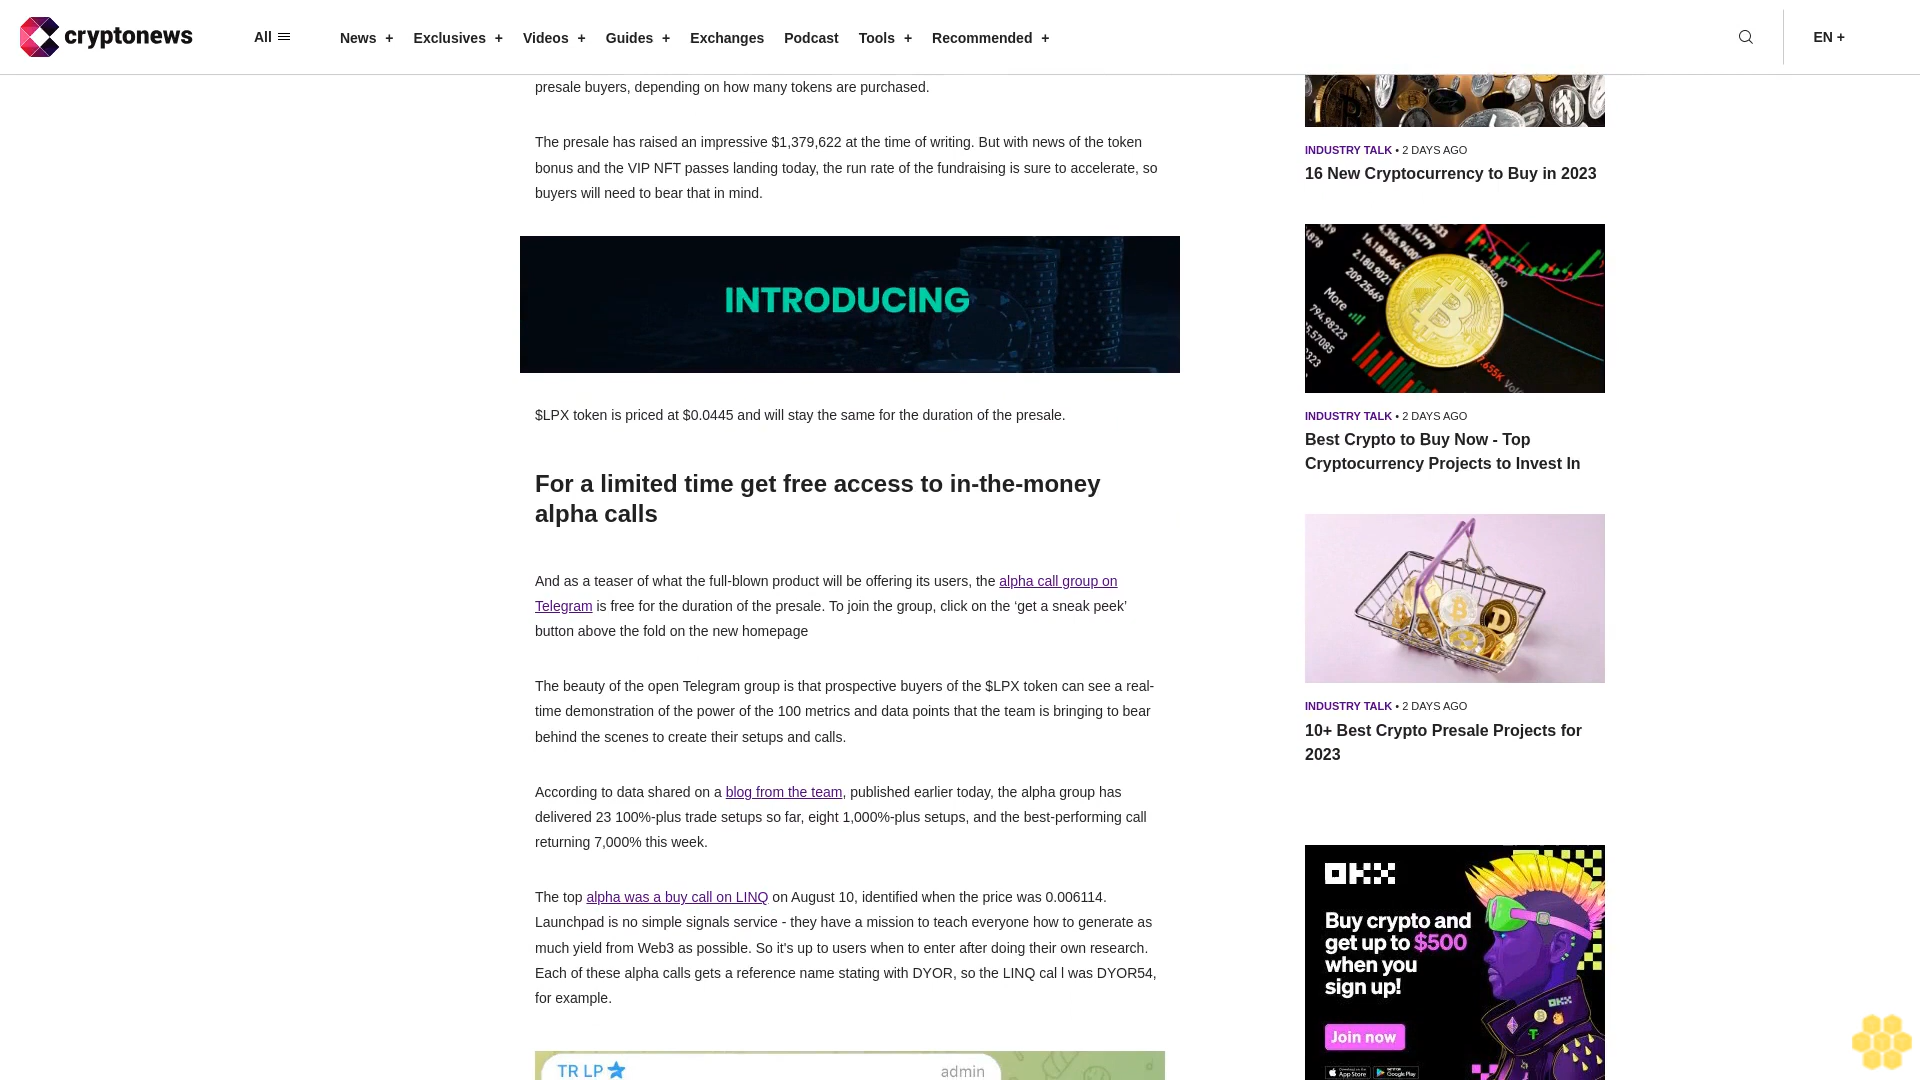 cryptonews
All
News +
Exclusives +
Videos +
Guides +
Exchanges
Podcast
Tools +
Recommended +
EN +
presale buyers, depending on how many tokens are purchased.
The presale has raised an impressive $1,379,622 at the time of writing. But with news of the token
bonus and the VIP NFT passes landing today, the run rate of the fundraising is sure to accelerate, so
buyers will need to bear that in mind.
INTRODUCING
$LPX token is priced at $0.0445 and will stay the same for the duration of the presale.
For a limited time get free access to in-the-money
alpha calls
And as a teaser of what the full-blown product will be offering its users, the alpha call group on
Telegram is free for the duration of the presale. To join the group, click on the ‘get a sneak peek’
button above the fold on the new homepage
The beauty of the open Telegram group is that prospective buyers of the $LPX token can see a real-
time demonstration of the power of the 100 metrics and data points that the team is bringing to bear
behind the scenes to create their setups and calls.
According to data shared on a blog from the team, published earlier today, the alpha group has
delivered 23 100%-plus trade setups so far, eight 1,000%-plus setups, and the best-performing call
returning 7,000% this week.
The top alpha was a buy call on LINQ on August 10, identified when the price was 0.006114.
Launchpad is no simple signals service - they have a mission to teach everyone how to generate as
much yield from Web3 as possible. So it's up to users when to enter after doing their own research.
Each of these alpha calls gets a reference name stating with DYOR, so the LINQ cal l was DYOR54,
for example.
TR LP
admin
INDUSTRY TALK • 2 DAYS AGO
16 New Cryptocurrency to Buy in 2023
More
INDUSTRY TALK • 2 DAYS AGO
Best Crypto to Buy Now - Top
Cryptocurrency Projects to Invest In
INDUSTRY TALK • 2 DAYS AGO
10+ Best Crypto Presale Projects for
2023
OKX
Buy crypto and
get up to $500
when you
sign up!
Join now
App Store
Google Play